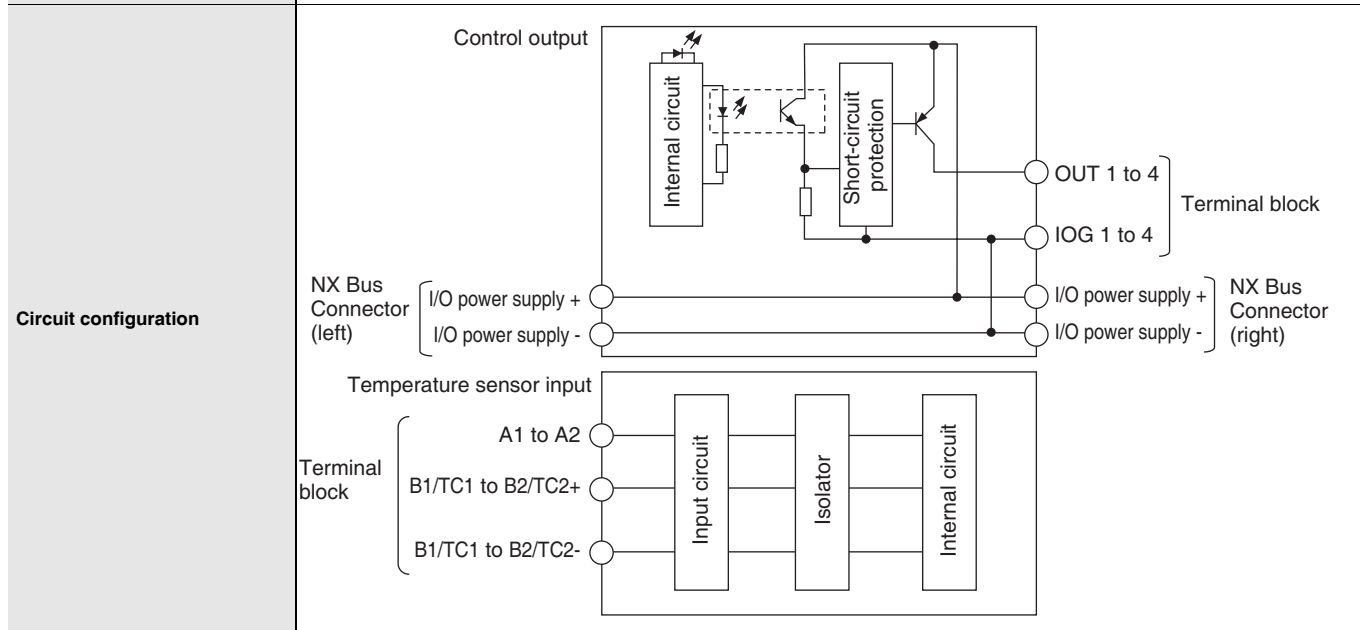 Circuit configuration
Control output
Internal circuit
Short-circuit
protection
OUT 1 to 4
IOG 1 to 4
Terminal block
NX Bus
Connector
(left)
I/O power supply +
I/O power supply -
I/O power supply +
I/O power supply -
NX Bus
Connector
(right)
Temperature sensor input
Terminal
block
A1 to A2
B1/TC1 to B2/TC2+
B1/TC1 to B2/TC2-
Input circuit
Isolator
Internal circuit